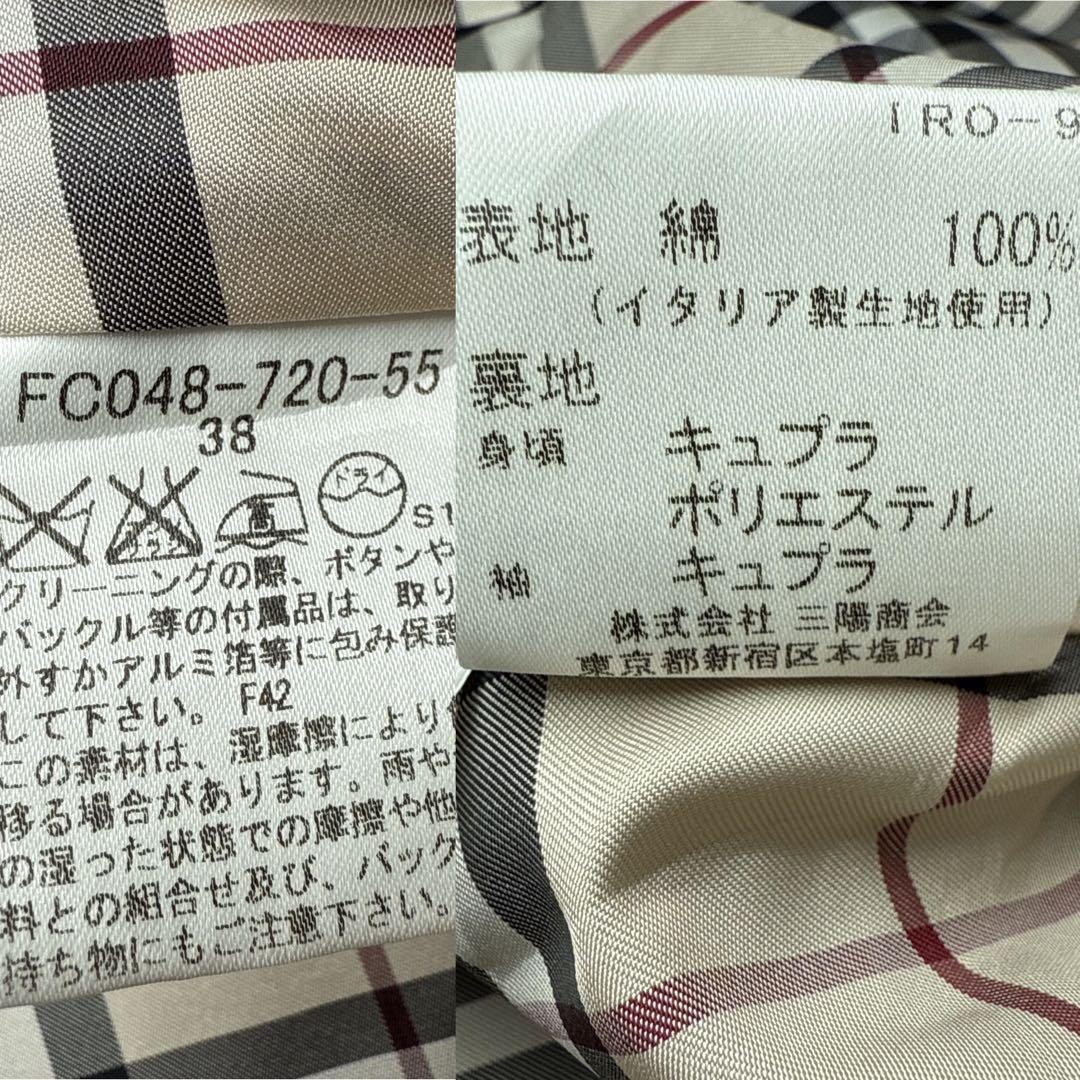 FC048-720-55
38
ドライ
高
クリーニングの際、ボタンや
バックル等の付属品は、取り
外すかアルミ箔等に包み保護
して下さい。 F42
この素材は、湿摩擦により
移る場合があります。雨や
の湿った状態での摩擦や他
料との組合せ及び、バック
持ち物にもご注意下さい。
IRO-9
表地 綿 100%
(イタリア製生地使用)
裏地
身頃 キュプラ
ポリエステル
袖 キュプラ
株式会社 三陽商会
東京都新宿区本塩町14